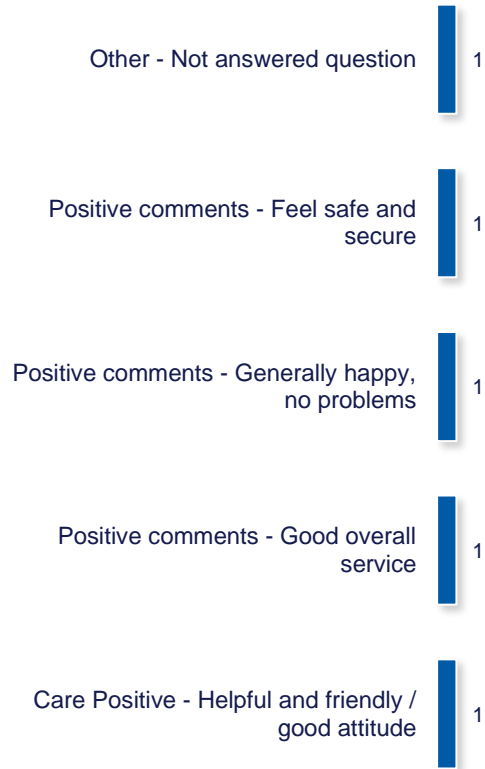 Other - Not answered question 1
Positive comments - Feel safe and
secure 1
Positive comments - Generally happy,
no problems 1
Positive comments - Good overall
service 1
Care Positive - Helpful and friendly /
good attitude 1